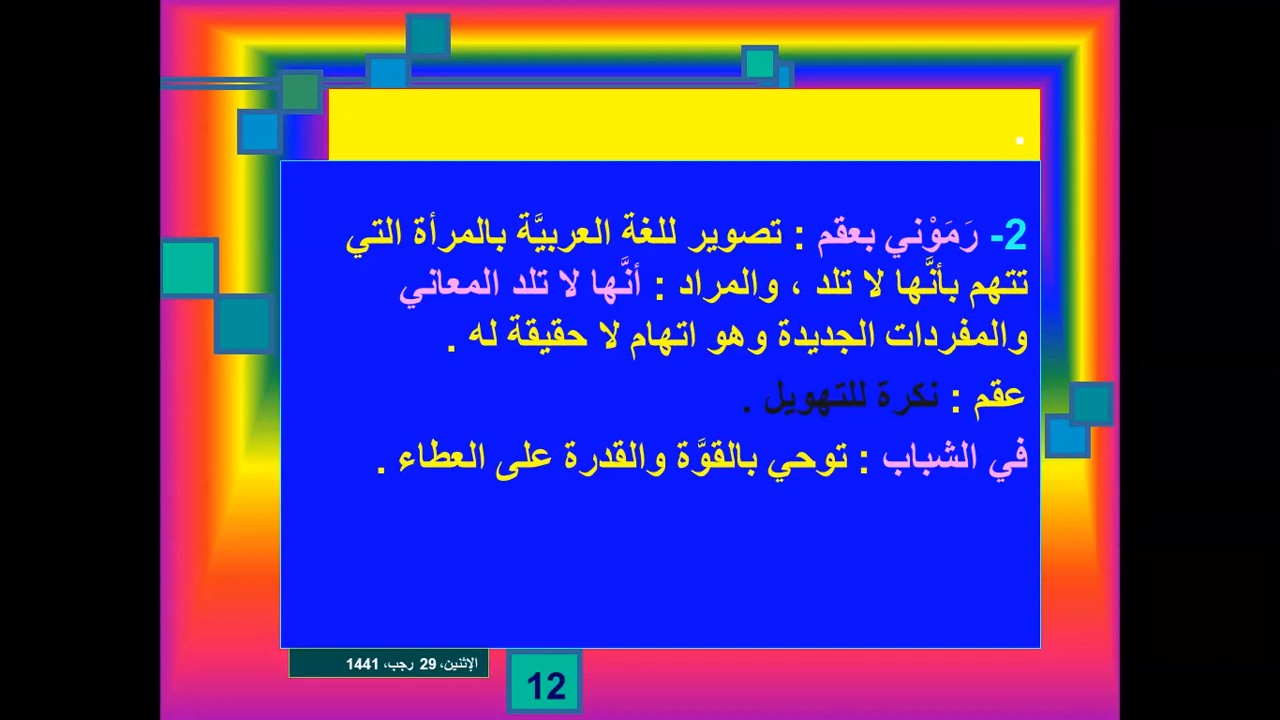 .
2- رَمَوْني بعقم : تصوير للغة العربيَّة بالمرأة التي
تتهم بأنَّها لا تلد ، والمراد : أنَّها لا تلد المعاني
والمفردات الجديدة وهو اتهام لا حقيقة له .
عقم : نكرة للتهويل .
في الشباب : توحي بالقوَّة والقدرة على العطاء .
الإثنين، 29 رجب، 1441
12